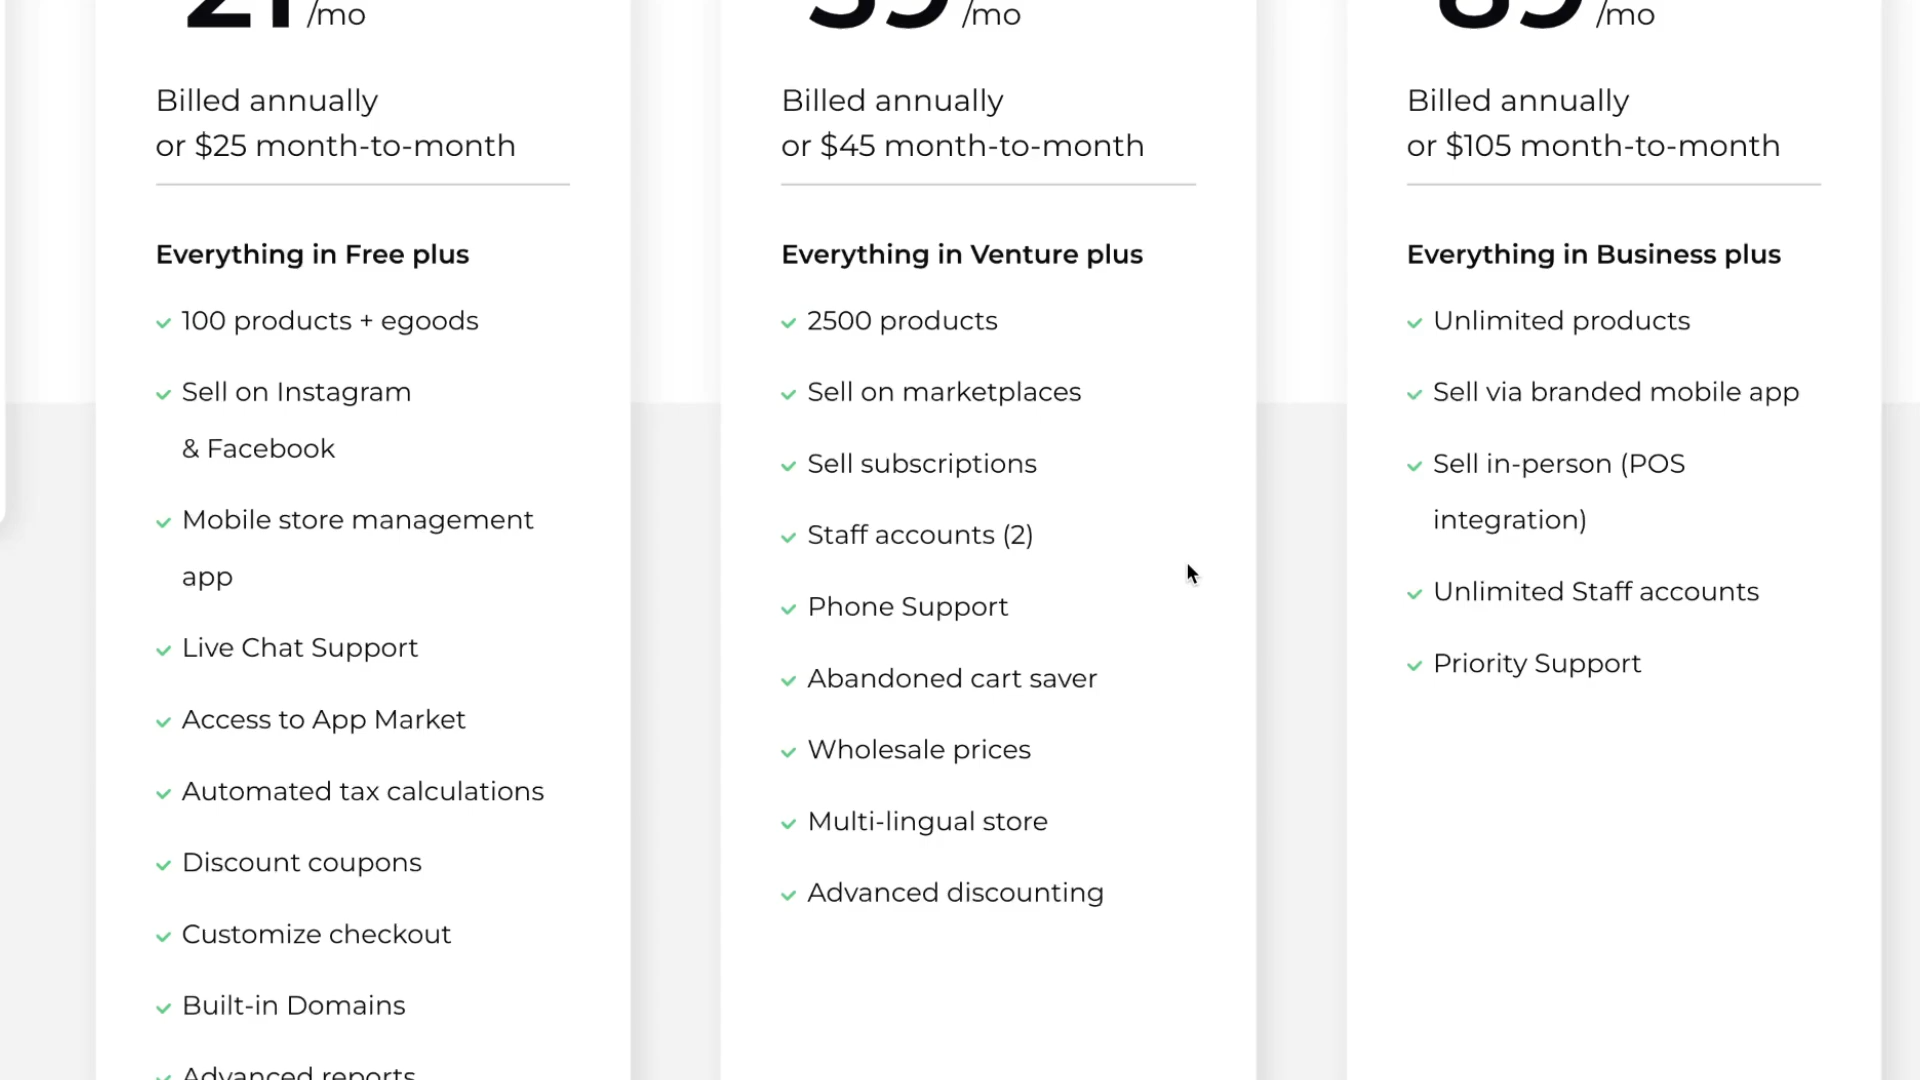 21 /mo
Billed annually
or $25 month-to-month
Everything in Free plus
100 products + egoods
Sell on Instagram
& Facebook
Mobile store management
app
Live Chat Support
Access to App Market
Automated tax calculations
Discount coupons
Customize checkout
Built-in Domains
Advanced reports
39 /mo
Billed annually
or $45 month-to-month
Everything in Venture plus
2500 products
Sell on marketplaces
Sell subscriptions
Staff accounts (2)
Phone Support
Abandoned cart saver
Wholesale prices
Multi-lingual store
Advanced discounting
89 /mo
Billed annually
or $105 month-to-month
Everything in Business plus
Unlimited products
Sell via branded mobile app
Sell in-person (POS
integration)
Unlimited Staff accounts
Priority Support